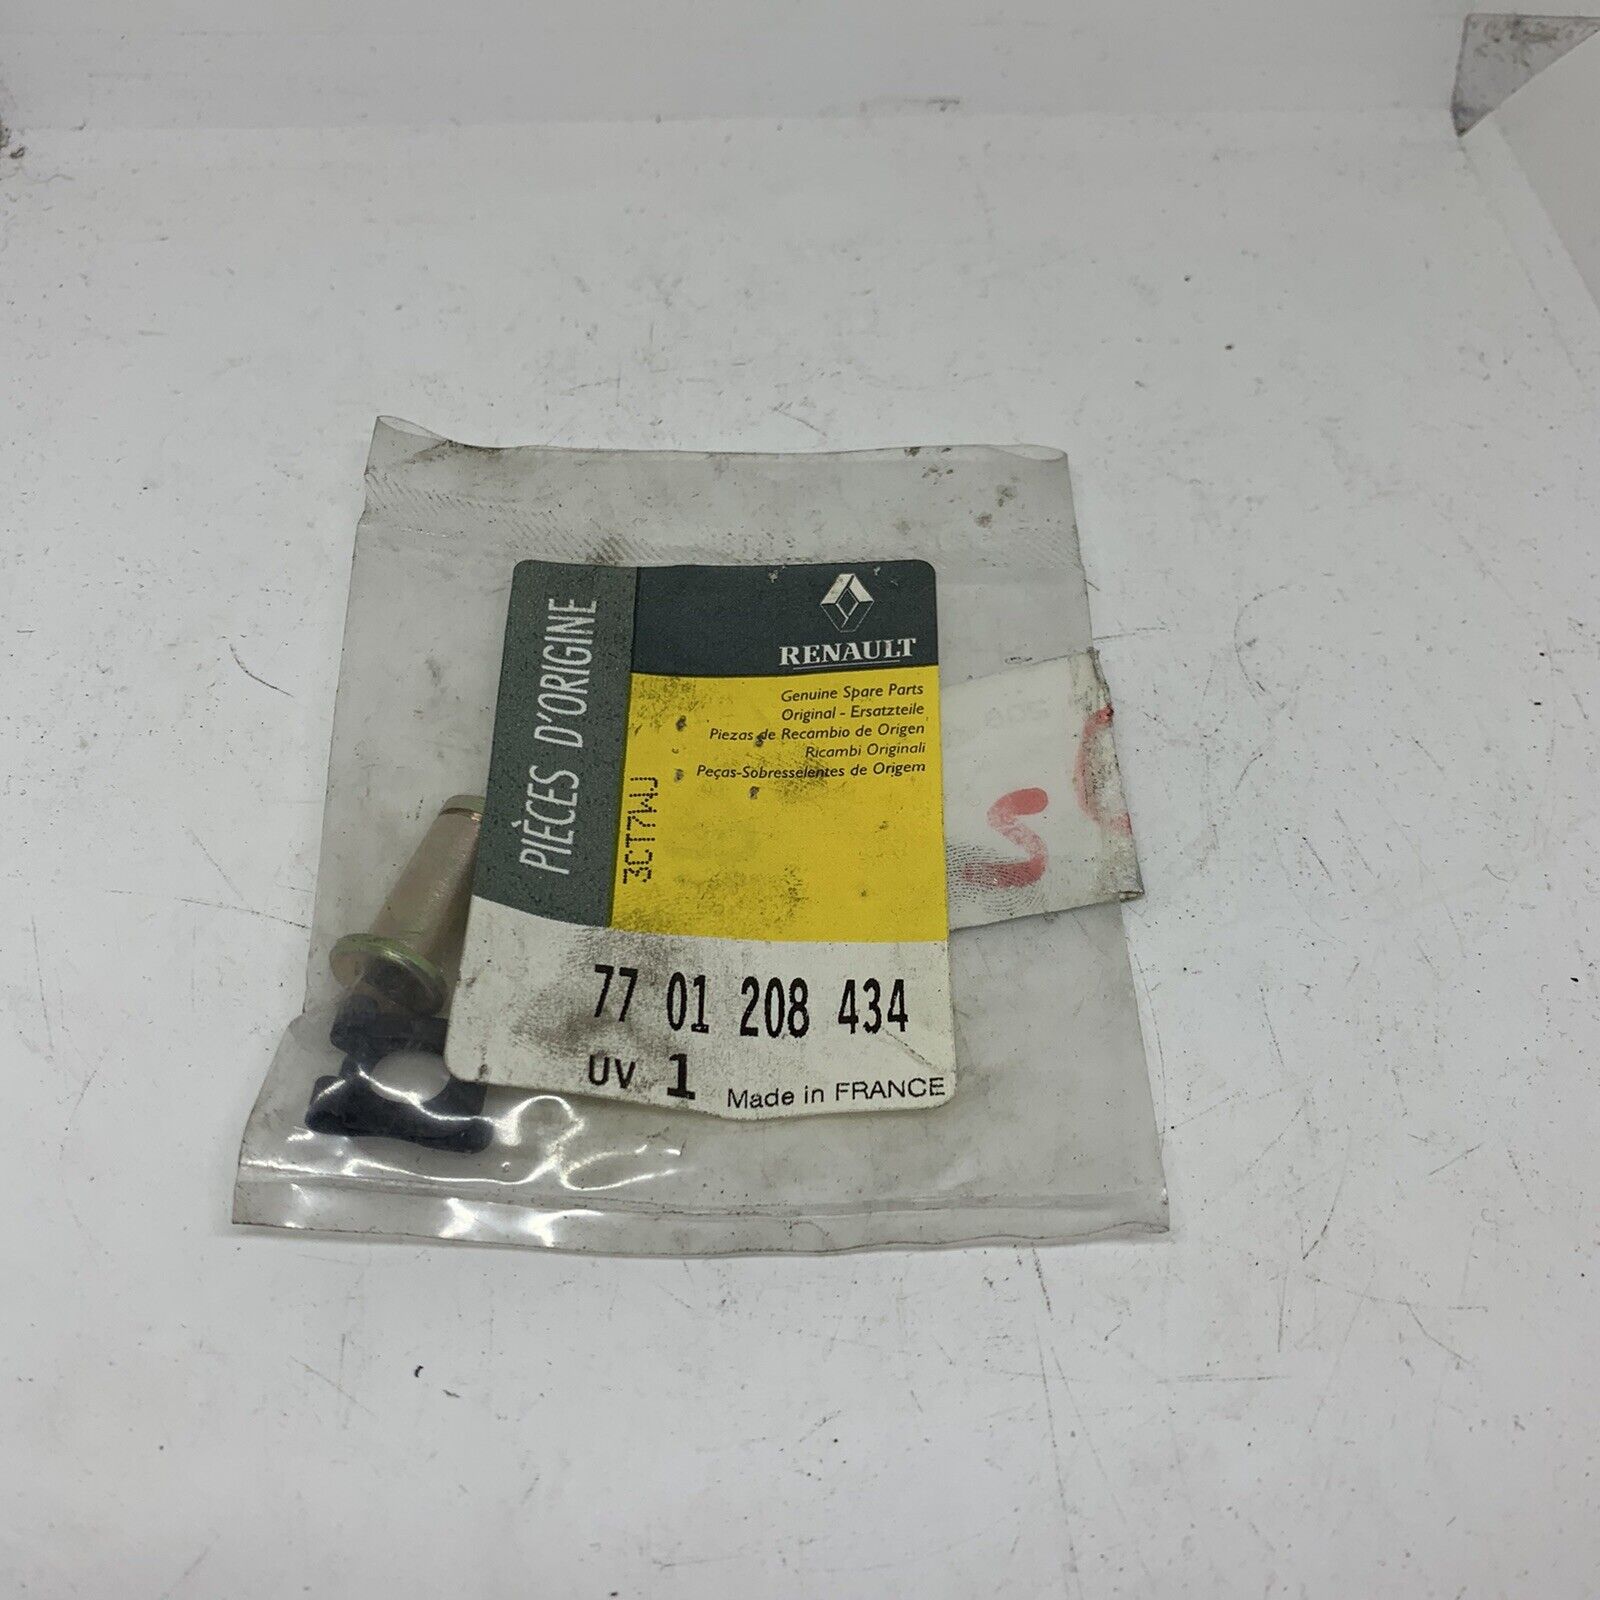 PIÈCES D'ORIGINE
RENAULT
Genuine Spare Parts
Original - Ersatzteile
Piezas de Recambio de Origen
Ricambi Originali
Peças-Sobresselentes de Origem
3CT7WJ
77 01 208 434
UV 1 Made in FRANCE